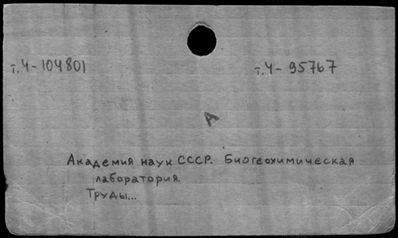 т.4-104801 т.4-95767
А
Академия наук СССР. Биогеохимическая
лаборатория.
Труды...